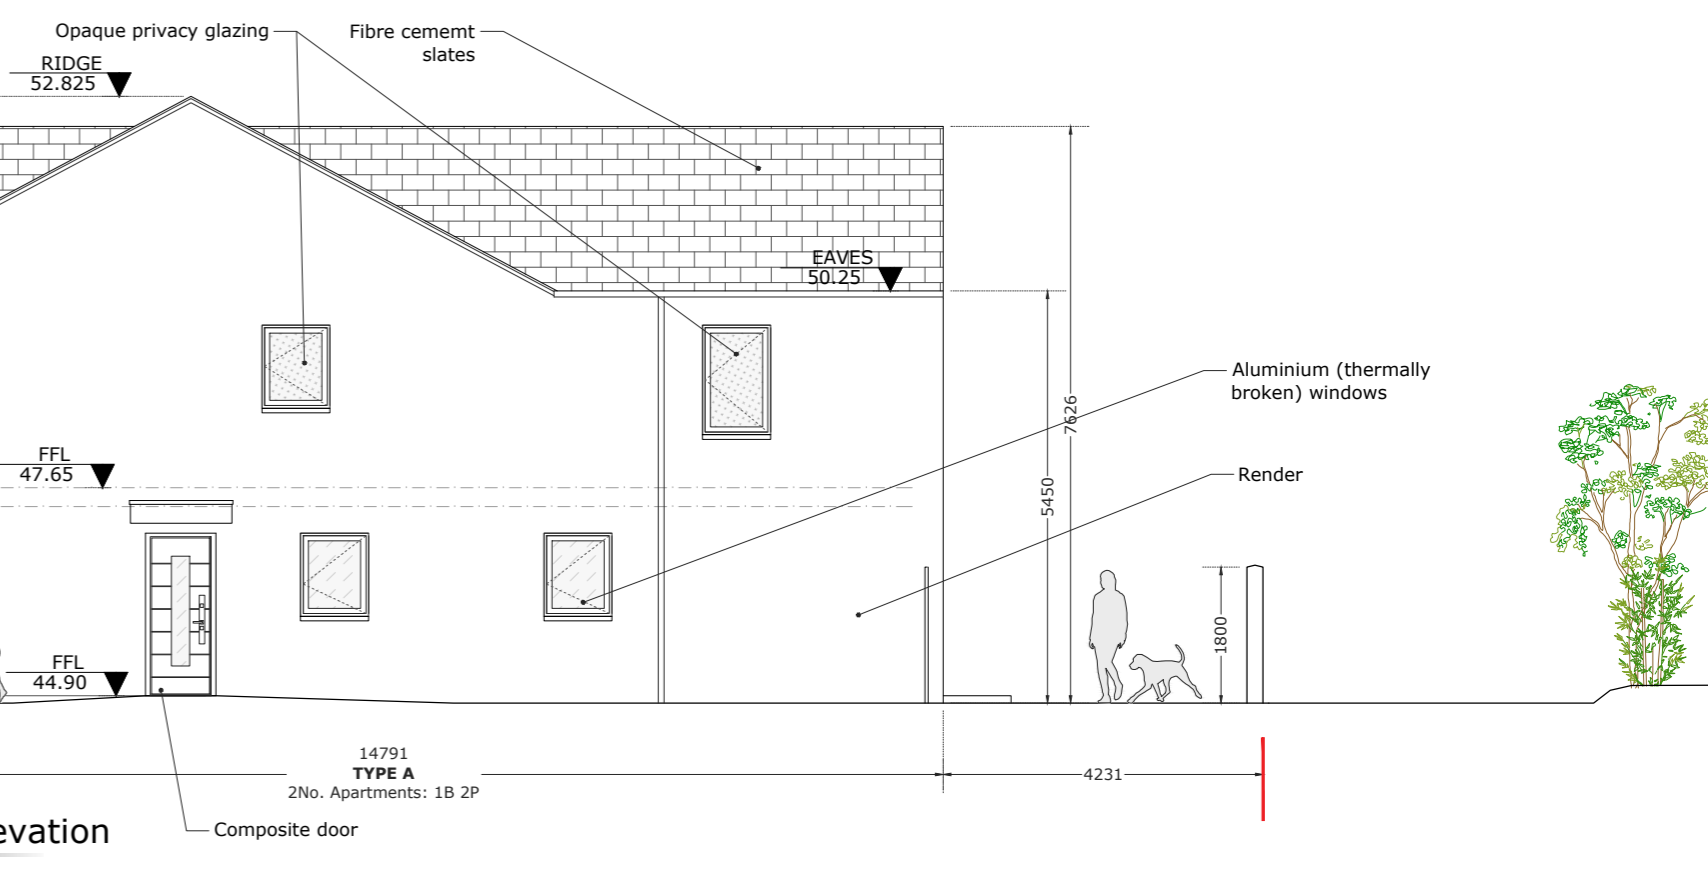 Opaque privacy glazing
Fibre cememt
slates
RIDGE
52.825
EAVES
50.25
Aluminium (thermally
broken) windows
7626
FFL
47.65
Render
5450
1800
FFL
44.90
14791
TYPE A
2No. Apartments: 1B 2P
4231
Composite door
evation